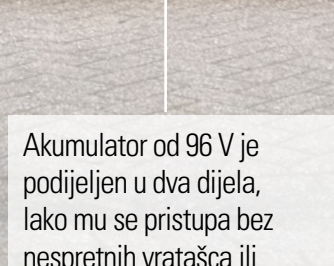 Akumulator od 96 V je
podijeljen u dva dijela,
lako mu se pristupa bez
nespretnih vratašca ili